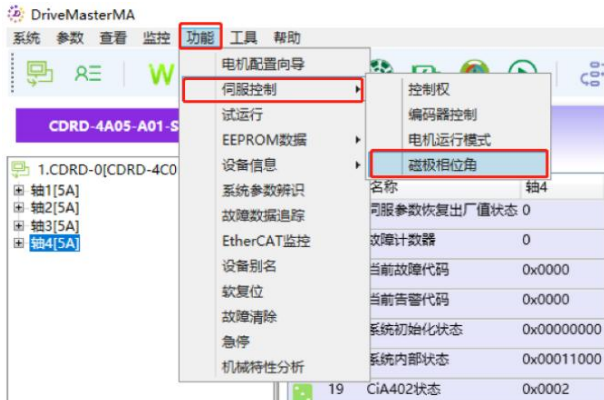 DriveMasterMA
系统 参数 查看 监控 功能 工具 帮助
W
CDRD-4A05-A01-S
1.CDRD-0[CDRD-4C0
轴1[5A]
轴2[5A]
轴3[5A]
轴4[5A]
电机配置向导
伺服控制
试运行
EEPROM数据
设备信息
系统参数辨识
故障数据追踪
EtherCAT监控
设备别名
软复位
故障清除
急停
机械特性分析
控制权
编码器控制
电机运行模式
磁极相位角
名称 轴4
伺服参数恢复出厂值状态 0
故障计数器 0
当前故障代码 0x0000
当前告警代码 0x0000
系统初始化状态 0x00000000
系统内部状态 0x00011000
19 CiA402状态 0x0002